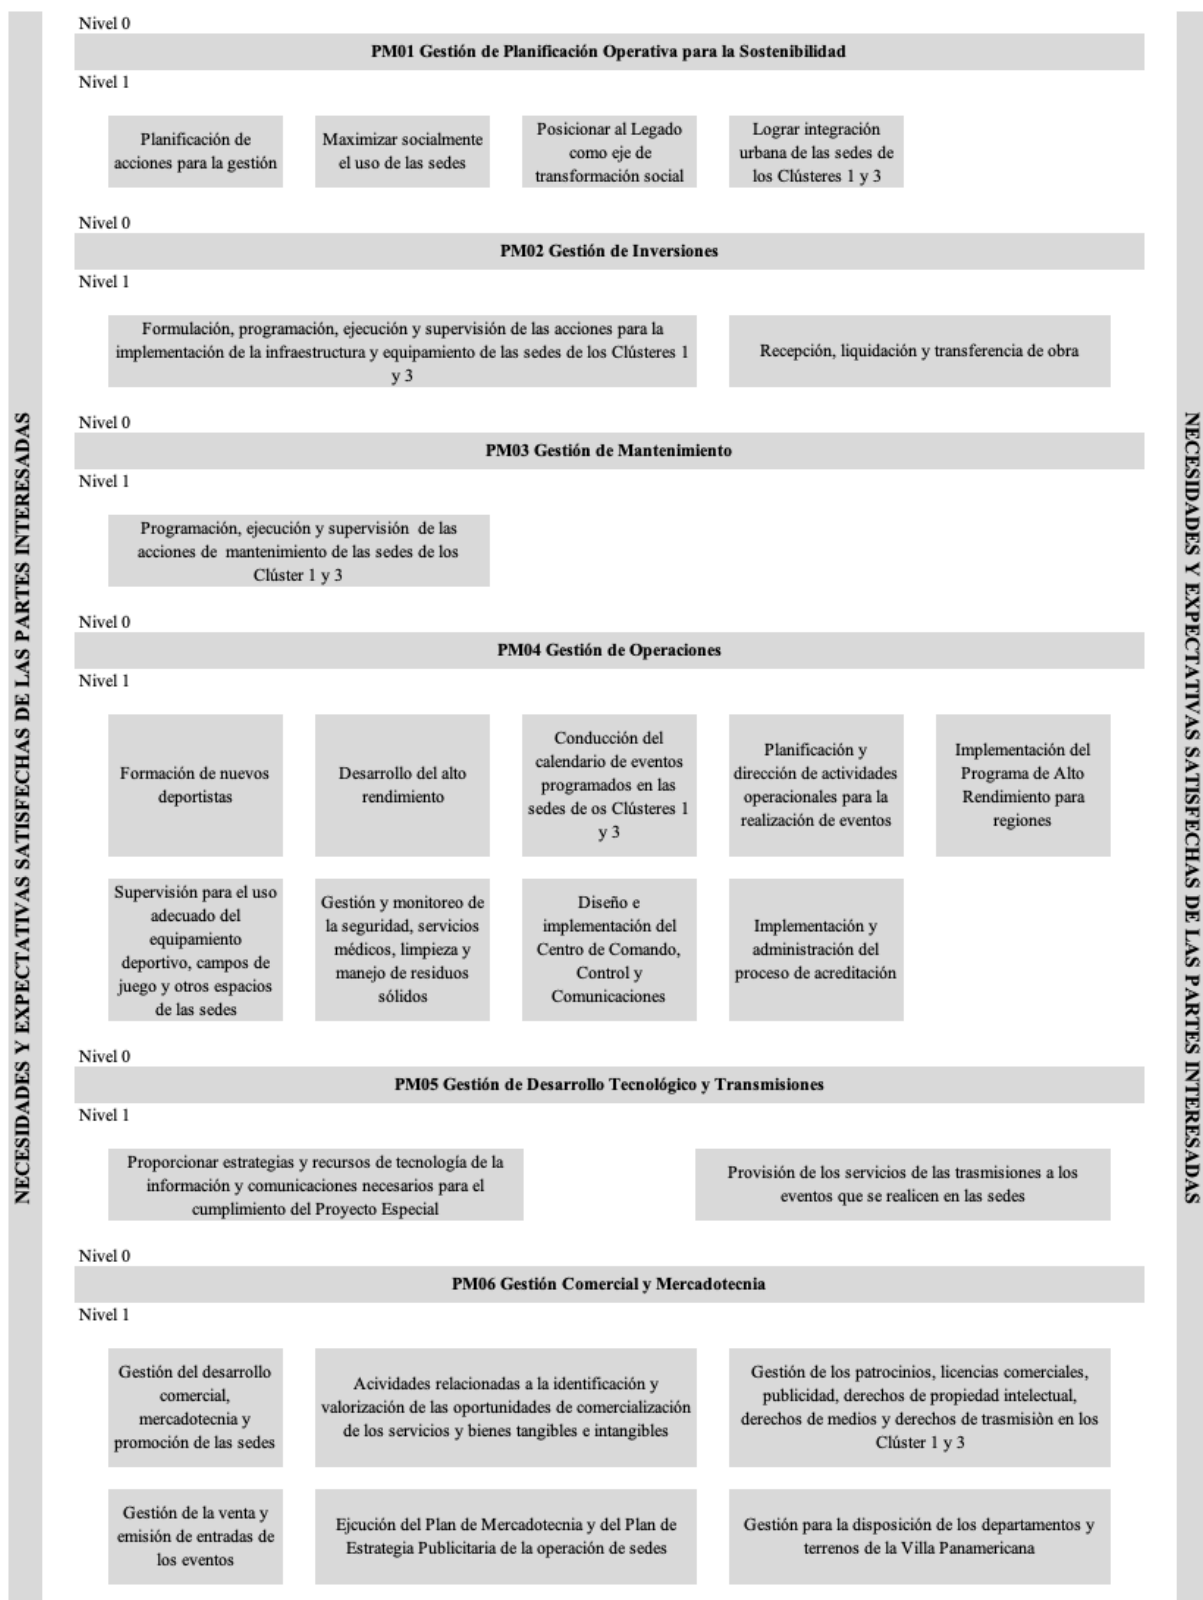 NECESIDADES Y EXPECTATIVAS SATISFECHAS DE LAS PARTES INTERESADAS
Nivel 0
PM01 Gestión de Planificación Operativa para la Sostenibilidad
Nivel 1
Planificación de
acciones para la gestión
Maximizar socialmente
el uso de las sedes
Posicionar al Legado
como eje de
transformación social
Lograr integración
urbana de las sedes de
los Clústeres 1 y 3
Nivel 0
PM02 Gestión de Inversiones
Nivel 1
Formulación, programación, ejecución y supervisión de las acciones para la
implementación de la infraestructura y equipamiento de las sedes de los Clústeres 1
y 3
Recepción, liquidación y transferencia de obra
Nivel 0
PM03 Gestión de Mantenimiento
Nivel 1
Programación, ejecución y supervisión de las
acciones de mantenimiento de las sedes de los
Clúster 1 y 3
Nivel 0
PM04 Gestión de Operaciones
Nivel 1
Formación de nuevos
deportistas
Desarrollo del alto
rendimiento
Conducción del
calendario de eventos
programados en las
sedes de os Clústeres 1
y 3
Planificación y
dirección de actividades
operacionales para la
realización de eventos
Implementación del
Programa de Alto
Rendimiento para
regiones
Supervisión para el uso
adecuado del
equipamiento
deportivo, campos de
juego y otros espacios
de las sedes
Gestión y monitoreo de
la seguridad, servicios
médicos, limpieza y
manejo de residuos
sólidos
Diseño e
implementación del
Centro de Comando,
Control y
Comunicaciones
Implementación y
administración del
proceso de acreditación
Nivel 0
PM05 Gestión de Desarrollo Tecnológico y Transmisiones
Nivel 1
Proporcionar estrategias y recursos de tecnología de la
información y comunicaciones necesarios para el
cumplimiento del Proyecto Especial
Provisión de los servicios de las trasmisiones a los
eventos que se realicen en las sedes
Nivel 0
PM06 Gestión Comercial y Mercadotecnia
Nivel 1
Gestión del desarrollo
comercial,
mercadotecnia y
promoción de las sedes
Acividades relacionadas a la identificación y
valorización de las oportunidades de comercialización
de los servicios y bienes tangibles e intangibles
Gestión de los patrocinios, licencias comerciales,
publicidad, derechos de propiedad intelectual,
derechos de medios y derechos de trasmisiòn en los
Clúster 1 y 3
Gestión de la venta y
emisión de entradas de
los eventos
Ejcución del Plan de Mercadotecnia y del Plan de
Estrategia Publicitaria de la operación de sedes
Gestión para la disposición de los departamentos y
terrenos de la Villa Panamericana
NECESIDADES Y EXPECTATIVAS SATISFECHAS DE LAS PARTES INTERESADAS